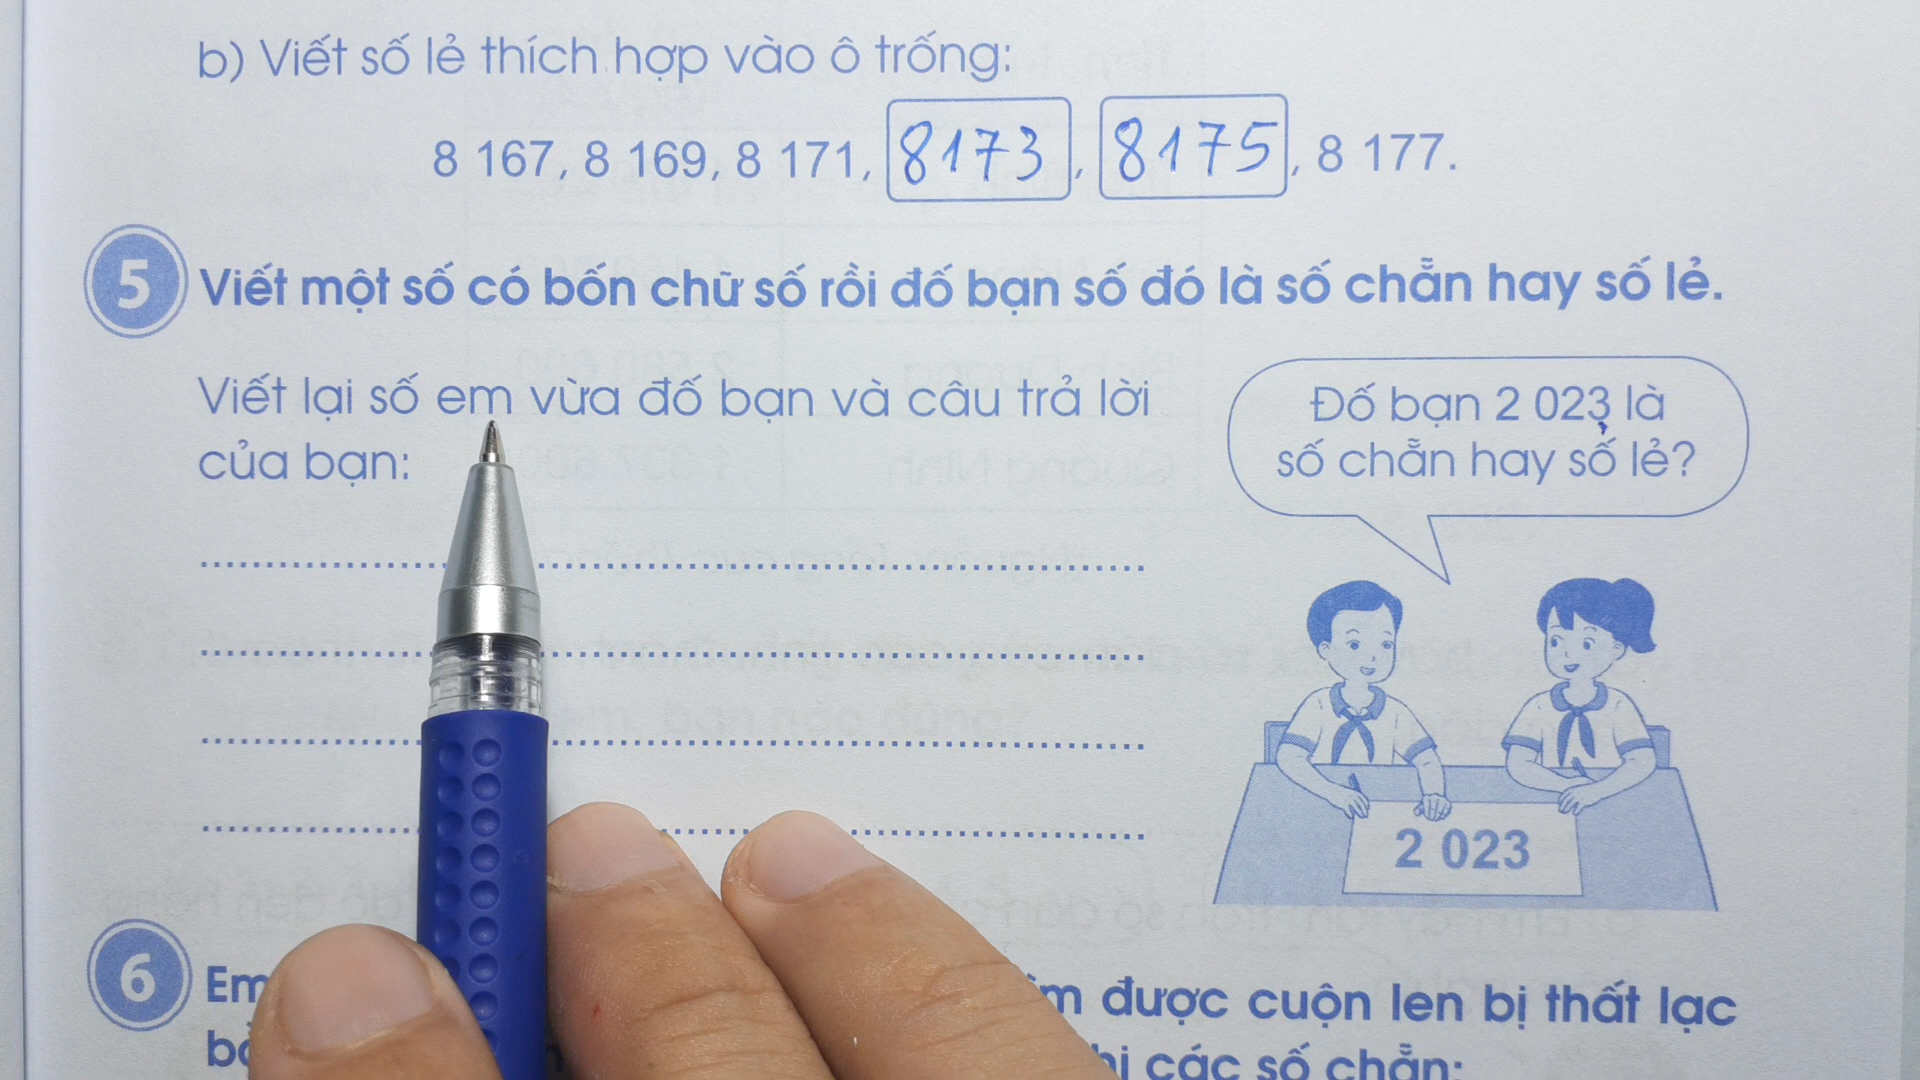 b) Viết số lẻ thích hợp vào ô trống:
8 167, 8 169, 8 171, 8173, 8175, 8 177.
5 Viết một số có bốn chữ số rồi đố bạn số đó là số chẵn hay số lẻ.
Viết lại số em vừa đố bạn và câu trả lời
của bạn:
Đố bạn 2 023 là
số chẵn hay số lẻ?
2 023
6 Em được cuộn len bị thất lạc
các số chẵn: